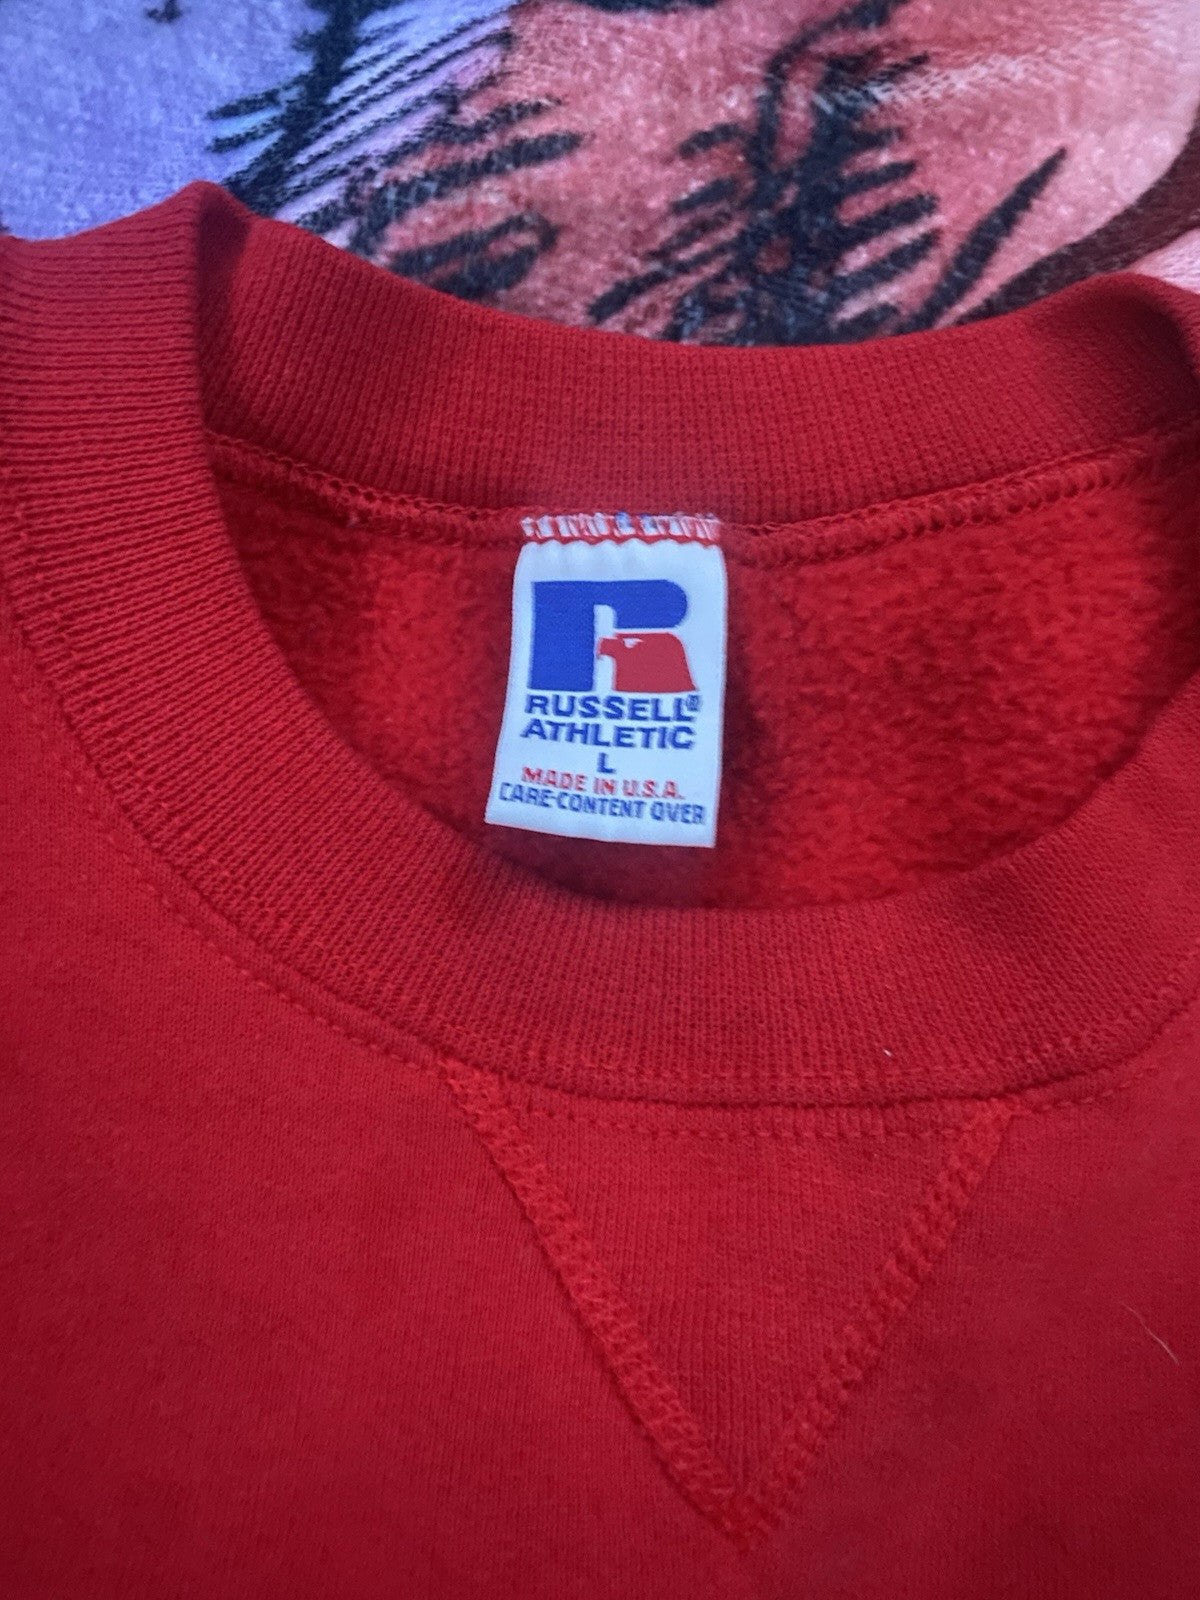 RUSSELL®
ATHLETIC
L
MADE IN U.S.A.
CARE-CONTENT OVER